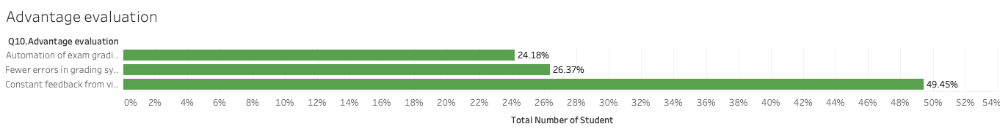 Advantage evaluation
Q10.Advantage evaluation
Automation of exam gradi.. 24.18%
Fewer errors in grading sy.. 26.37%
Constant feedback from vi.. 49.45%
0% 2% 4% 6% 8% 10% 12% 14% 16% 18% 20% 22% 24% 26% 28% 30% 32% 34% 36% 38% 40% 42% 44% 46% 48% 50% 52% 54%
Total Number of Student